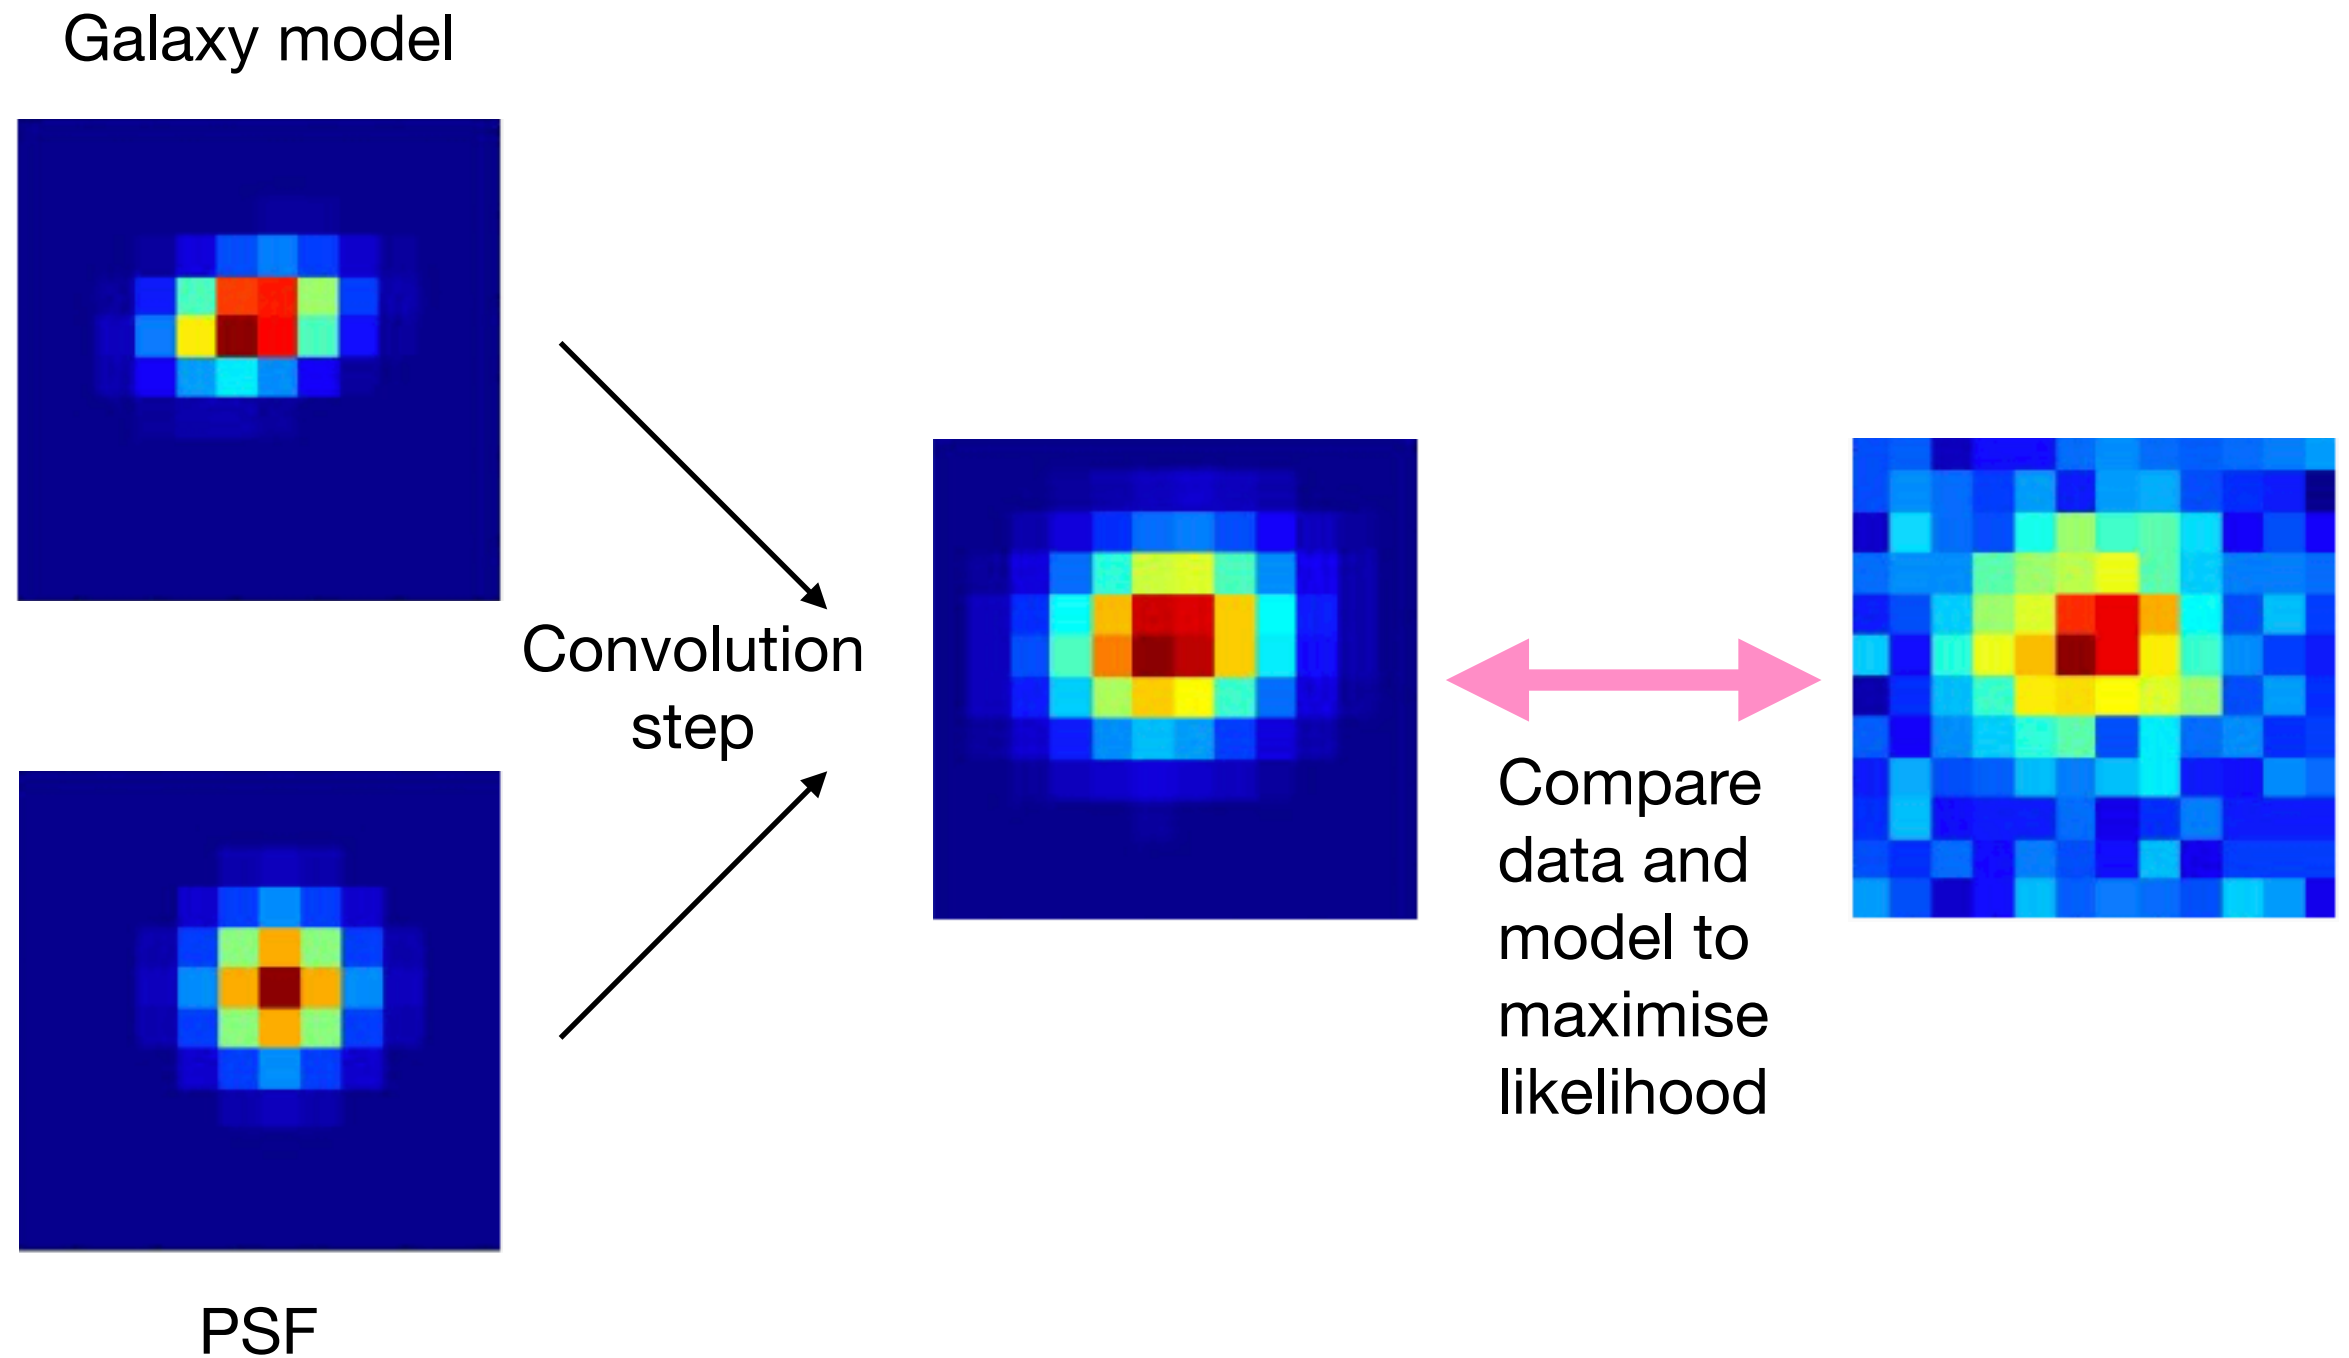 Galaxy model
Convolution
step
Compare
data and
model to
maximise
likelihood
PSF